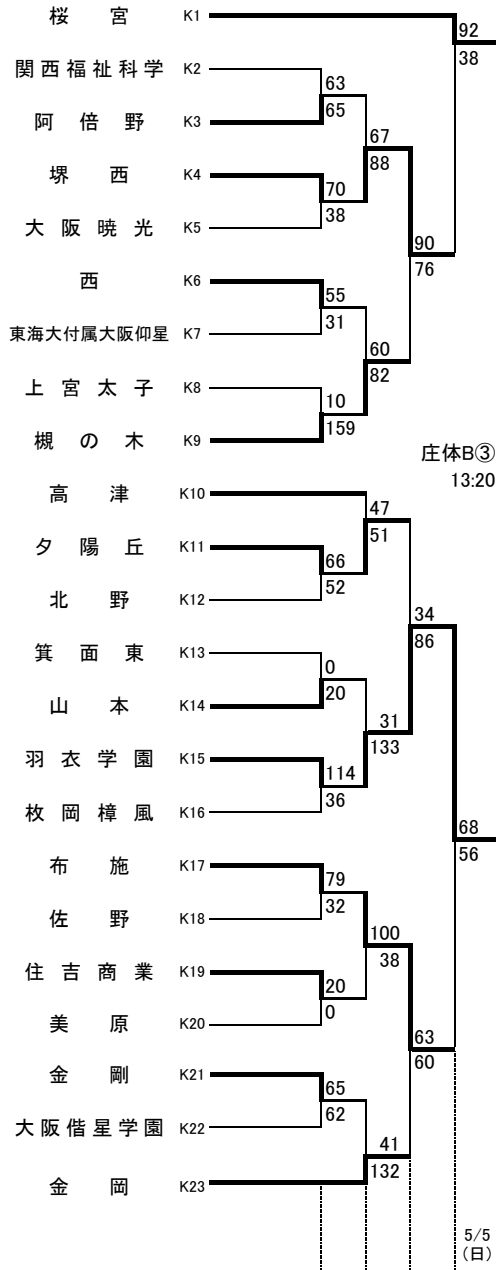 桜宮 K1
92
38
関西福祉科学 K2
63
65
阿倍野 K3
67
88
堺西 K4
70
38
大阪暁光 K5
90
76
西 K6
55
31
東海大付属大阪仰星 K7
60
82
上宮太子 K8
10
159
槻の木 K9
庄体B③
13:20
高津 K10
47
51
夕陽丘 K11
66
52
北野 K12
34
86
箕面東 K13
0
20
山本 K14
31
133
羽衣学園 K15
114
36
枚岡樟風 K16
68
56
布施 K17
79
32
佐野 K18
100
38
住吉商業 K19
20
0
美原 K20
63
60
金剛 K21
65
62
大阪偕星学園 K22
41
132
金岡 K23
5/5
(日)